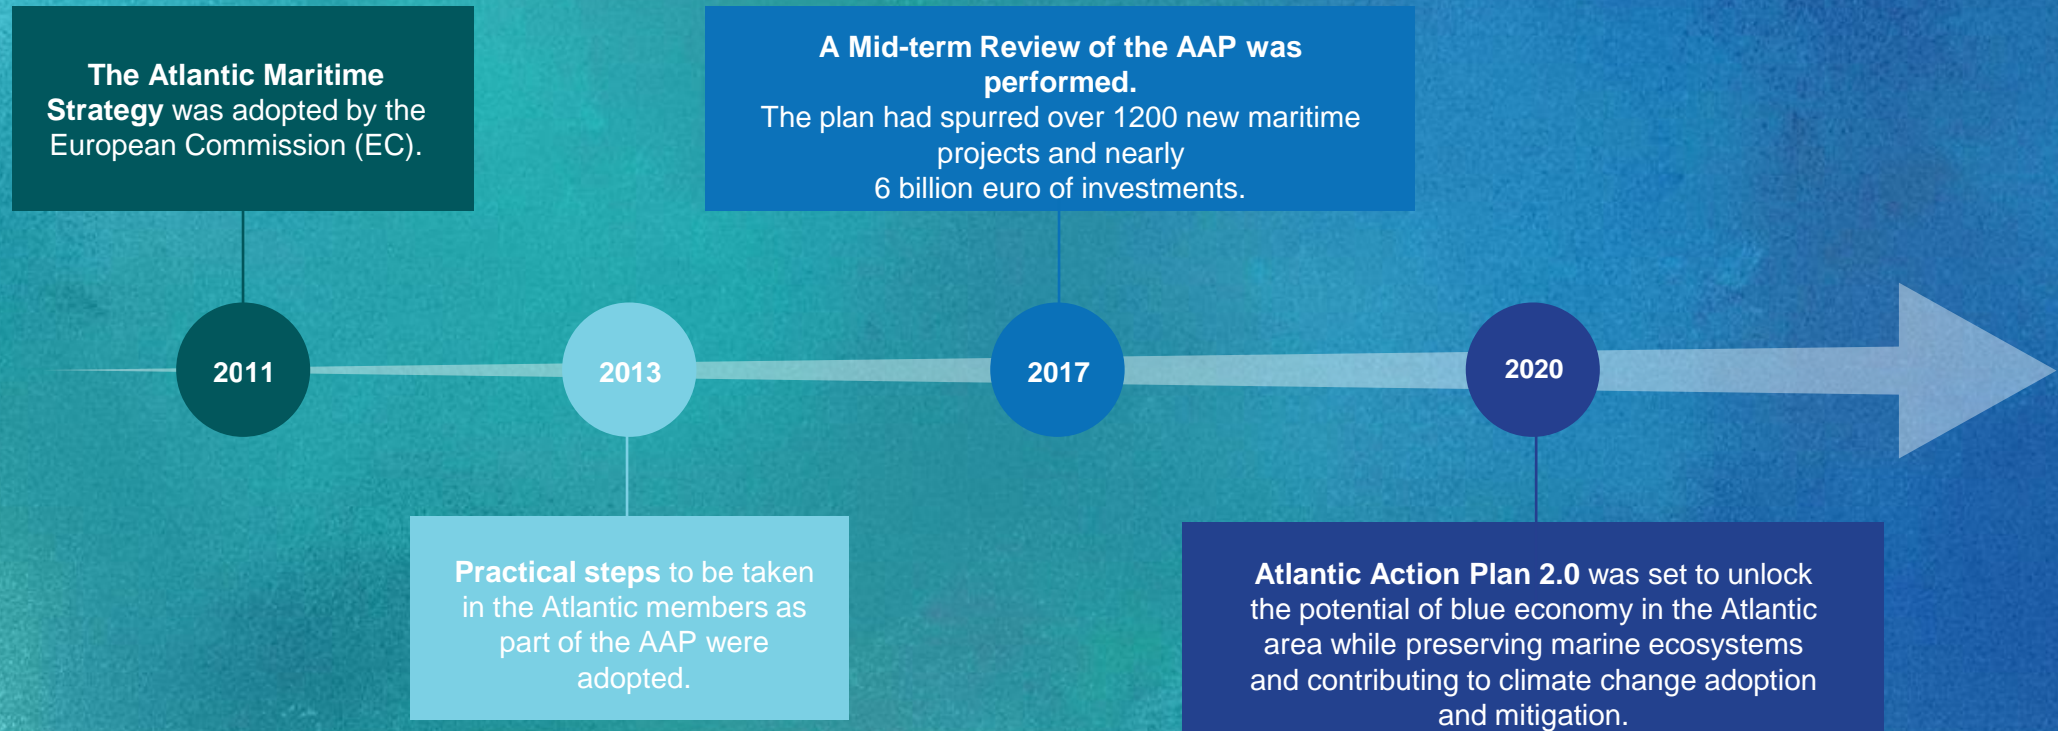 The Atlantic Maritime
Strategy was adopted by the
European Commission (EC).
A Mid-term Review of the AAP was
performed.
The plan had spurred over 1200 new maritime
projects and nearly
6 billion euro of investments.
2011
2013
2017
2020
Practical steps to be taken
in the Atlantic members as
part of the AAP were
adopted.
Atlantic Action Plan 2.0 was set to unlock
the potential of blue economy in the Atlantic
area while preserving marine ecosystems
and contributing to climate change adoption
and mitigation.